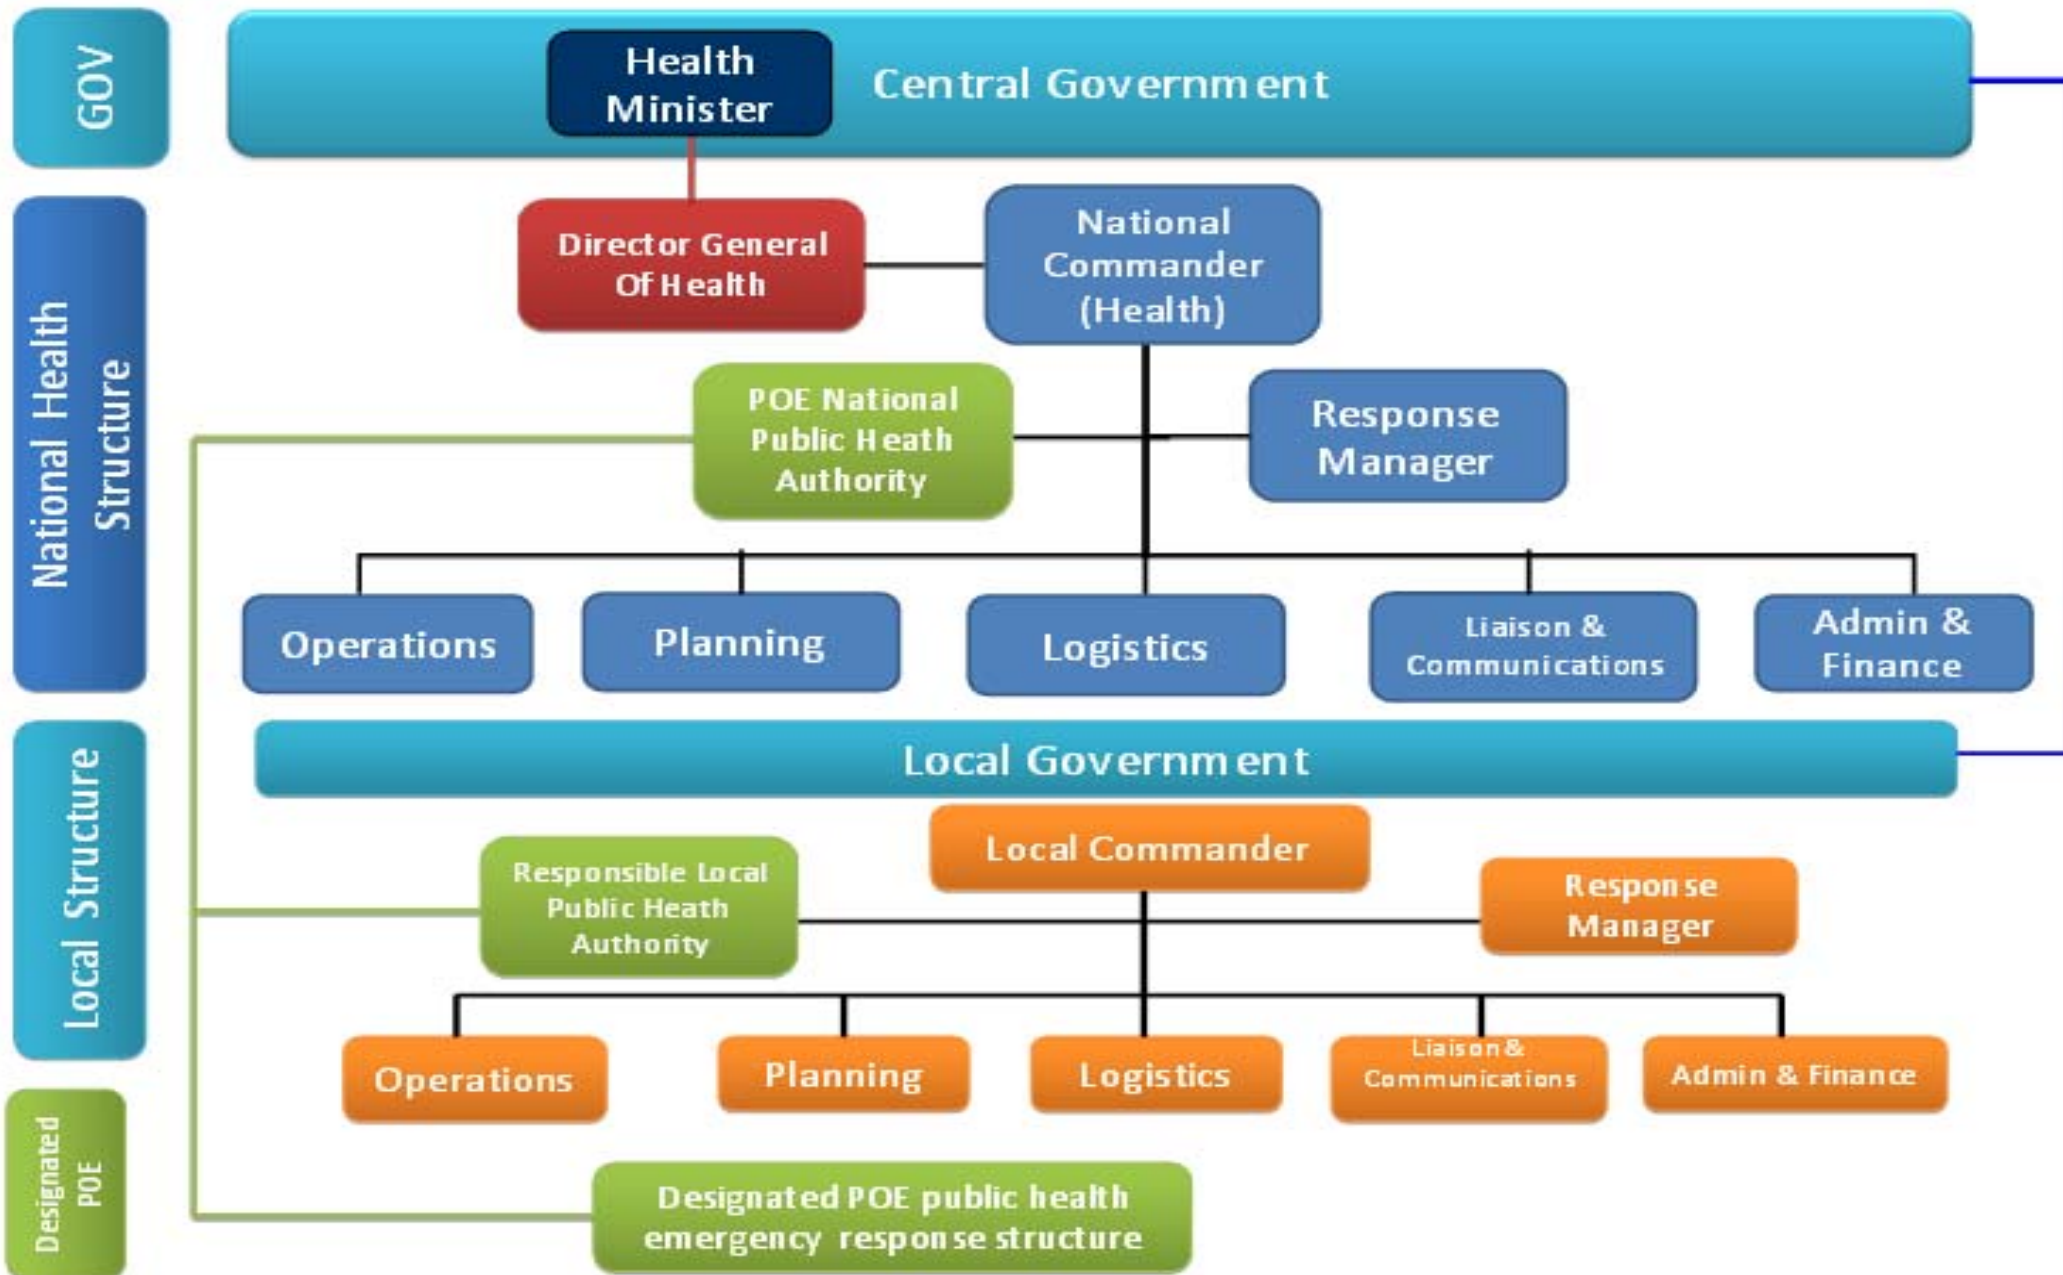 GOV
Health
Minister
Central Government
National Health
Structure
Director General
Of Health
National
Commander
(Health)
POE National
Public Heath
Authority
Response
Manager
Operations
Planning
Logistics
Liaison &
Communications
Admin &
Finance
Local Structure
Local Government
Local Commander
Responsible Local
Public Heath
Authority
Response
Manager
Operations
Planning
Logistics
Liaison &
Communications
Admin & Finance
Designated
POE
Designated POE public health
emergency response structure